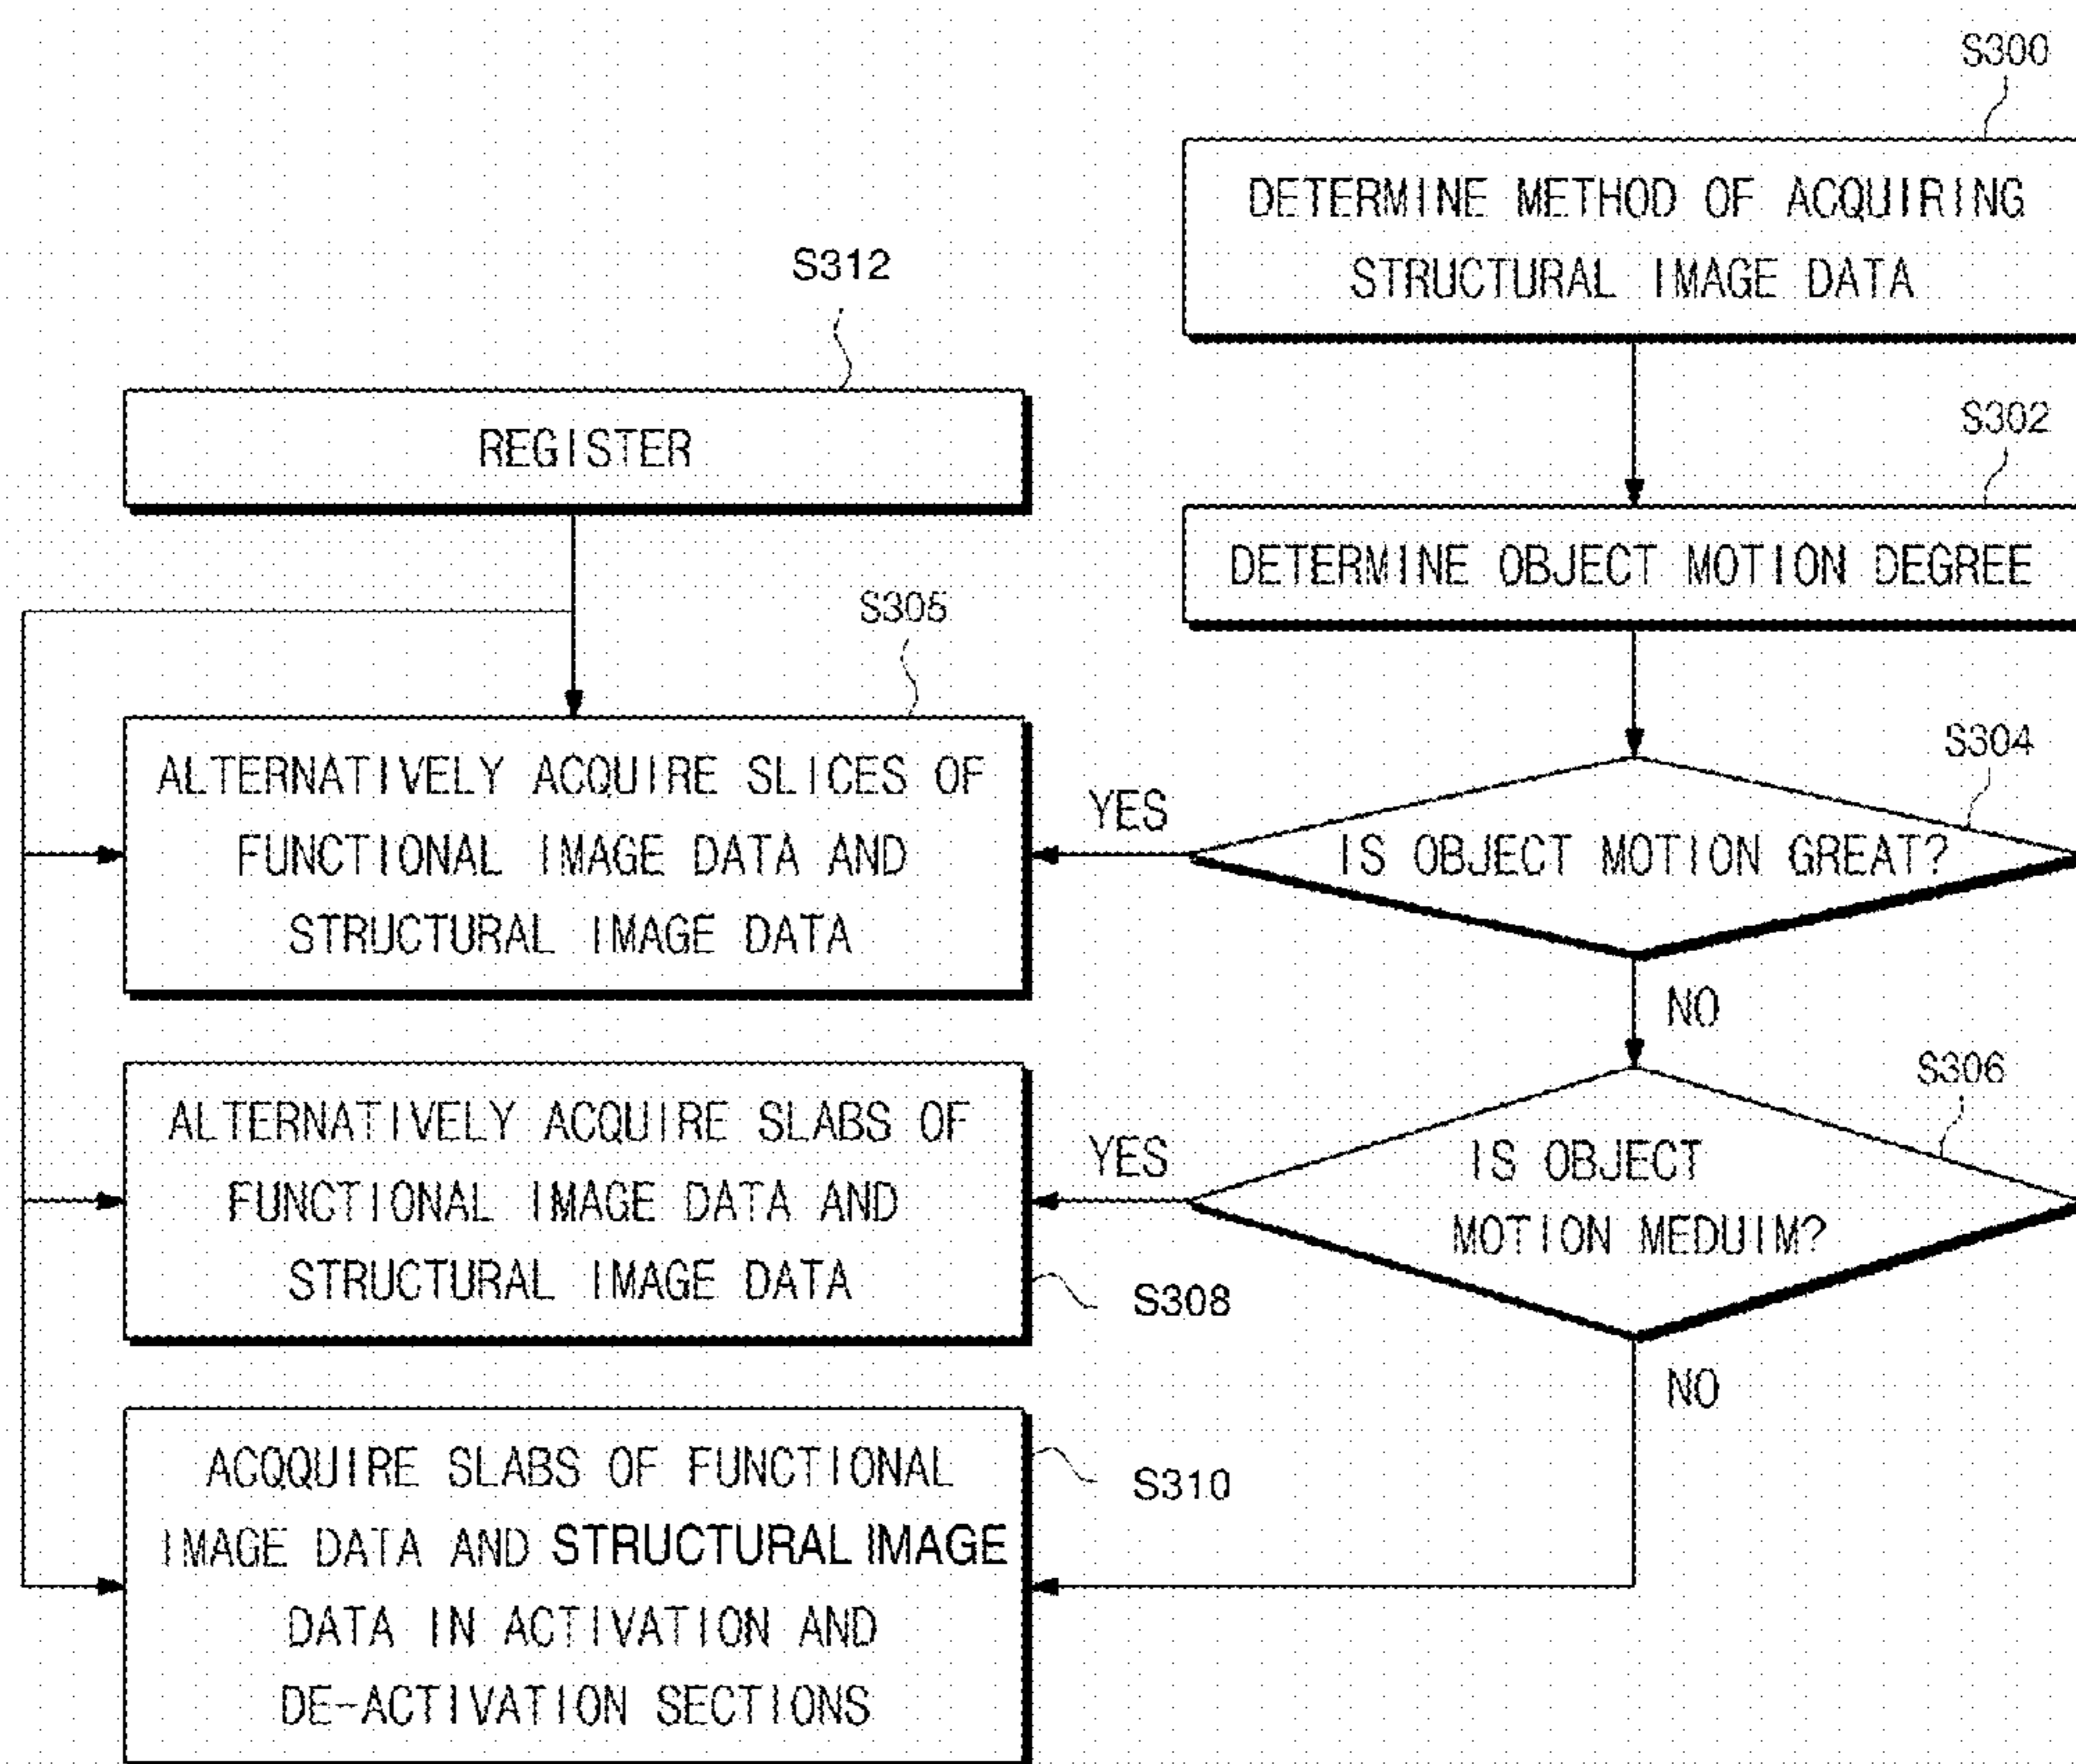 S300
DETERMINE METHOD OF ACQUIRING
STRUCTURAL IMAGE DATA
S312
REGISTER
S302
DETERMINE OBJECT MOTION DEGREE
S305
ALTERNATIVELY ACQUIRE SLICES OF
FUNCTIONAL IMAGE DATA AND
STRUCTURAL IMAGE DATA
YES
S304
IS OBJECT MOTION GREAT?
NO
ALTERNATIVELY ACQUIRE SLABS OF
FUNCTIONAL IMAGE DATA AND
STRUCTURAL IMAGE DATA
S308
YES
S306
IS OBJECT
MOTION MEDUIM?
NO
ACQQUIRE SLABS OF FUNCTIONAL
IMAGE DATA AND STRUCTURAL IMAGE
DATA IN ACTIVATION AND
DE-ACTIVATION SECTIONS
S310